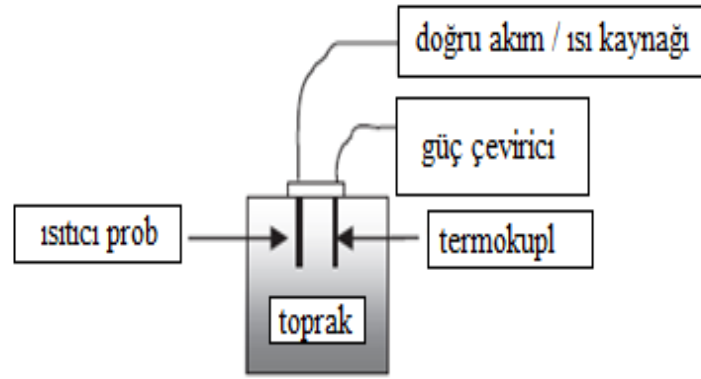 doğru akım / ısı kaynağı
güç çevirici
ısıtıcı prob
termokupl
toprak